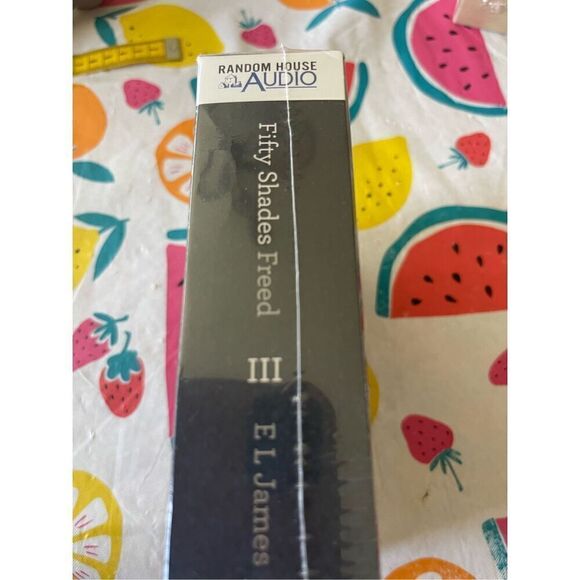 RANDOM HOUSE
AUDIO
Fifty Shades Freed
III
E L James